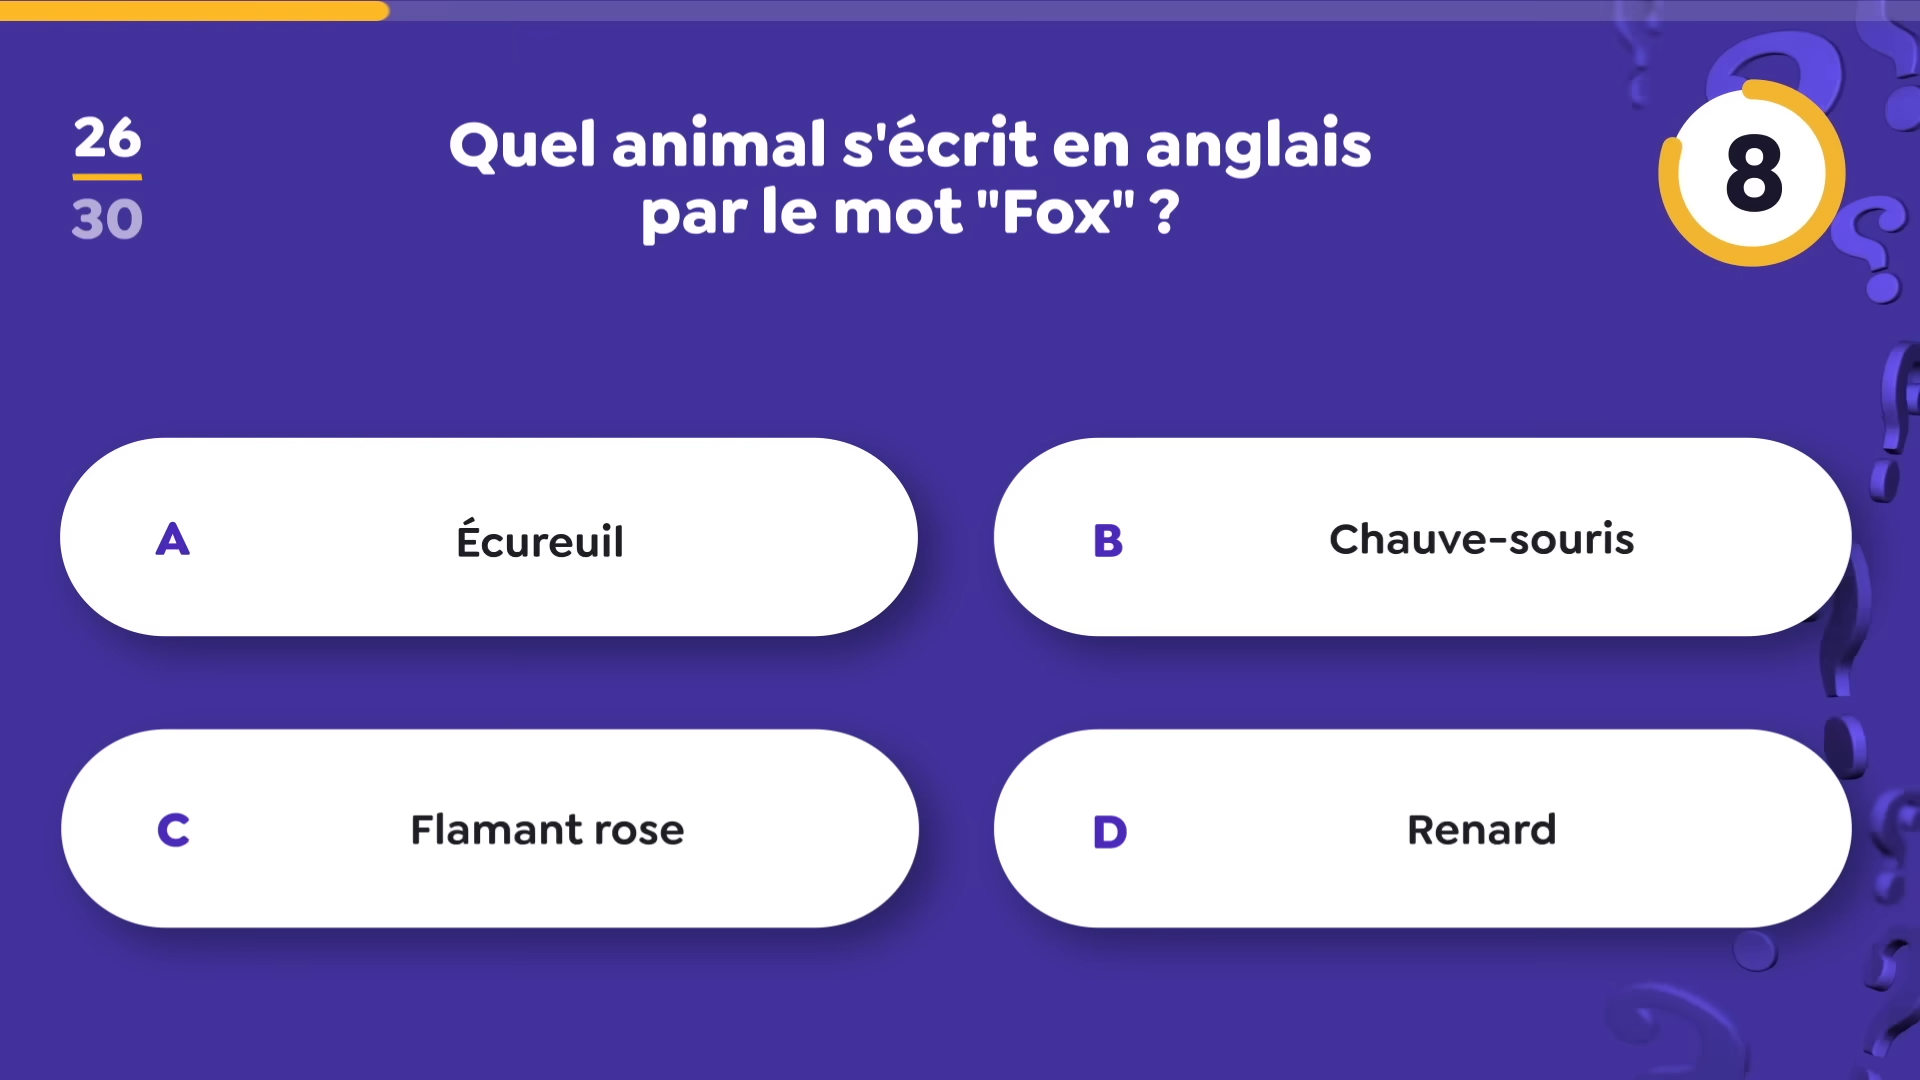 26
30
Quel animal s'écrit en anglais
par le mot "Fox" ?
8
A Écureuil
B Chauve-souris
C Flamant rose
D Renard